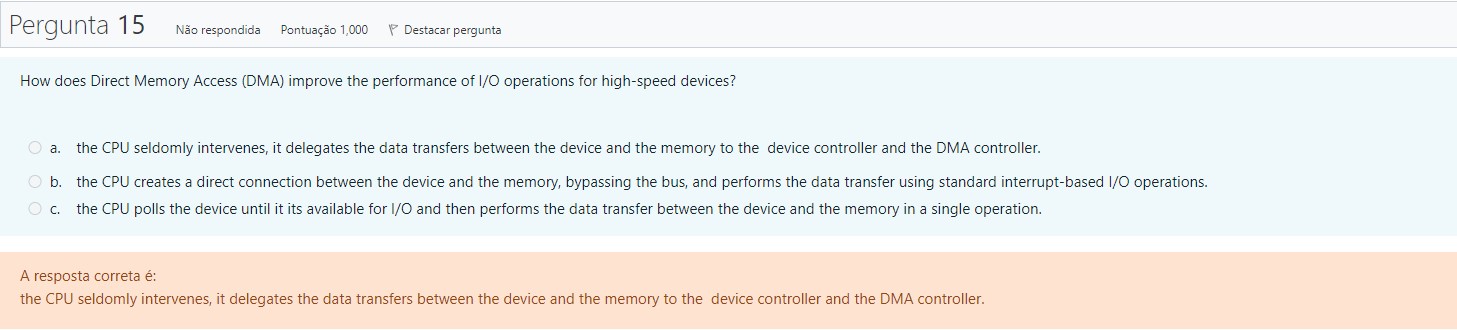 Pergunta 15 Não respondida Pontuação 1,000 Destacar pergunta
How does Direct Memory Access (DMA) improve the performance of I/O operations for high-speed devices?
a. the CPU seldomly intervenes, it delegates the data transfers between the device and the memory to the device controller and the DMA controller.
b. the CPU creates a direct connection between the device and the memory, bypassing the bus, and performs the data transfer using standard interrupt-based I/O operations.
c. the CPU polls the device until it its available for I/O and then performs the data transfer between the device and the memory in a single operation.
A resposta correta é:
the CPU seldomly intervenes, it delegates the data transfers between the device and the memory to the device controller and the DMA controller.